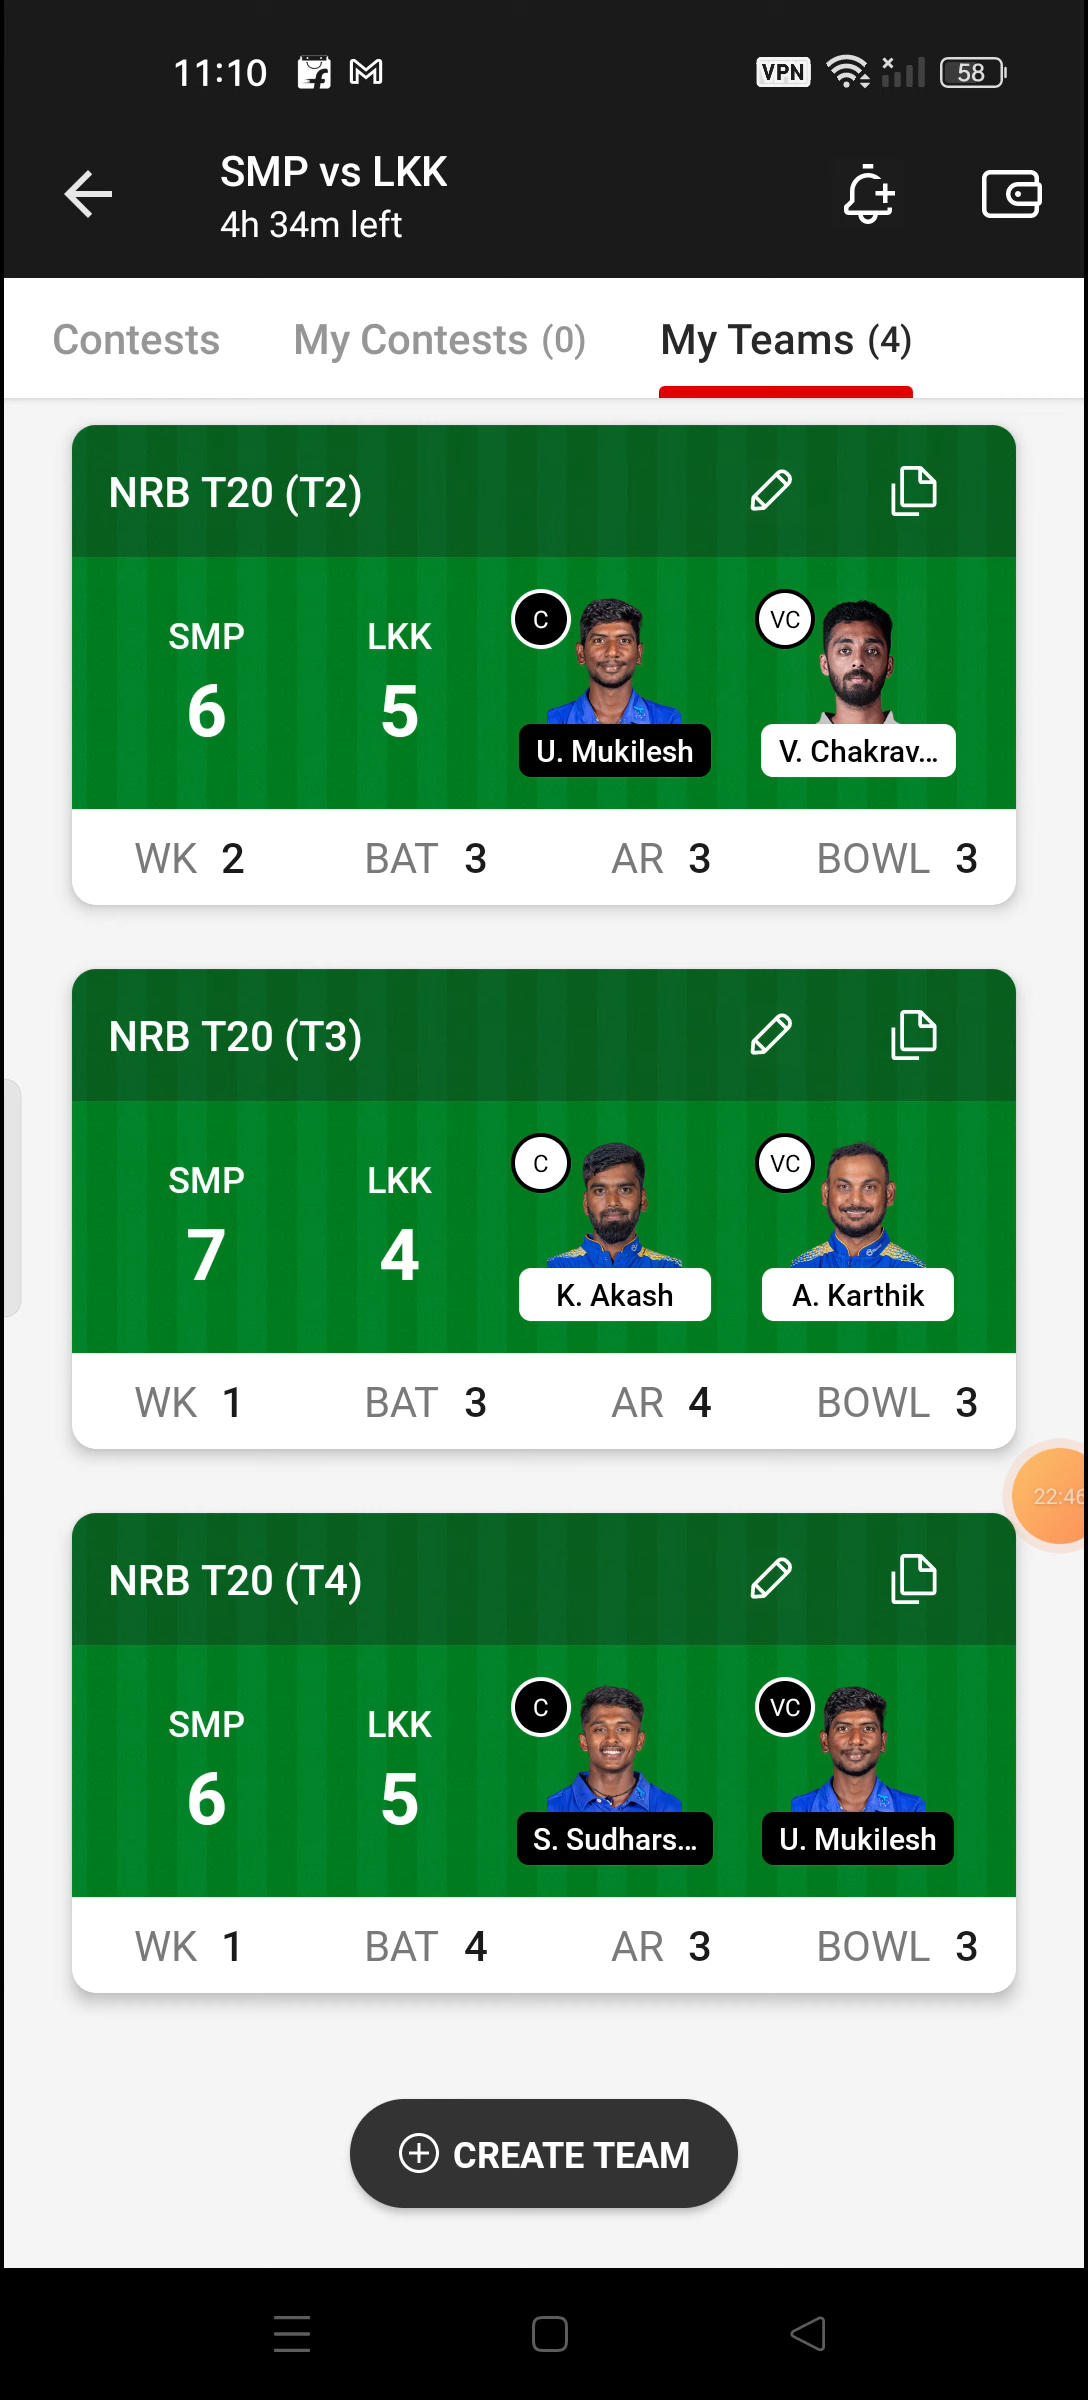 11:10
VPN
58
SMP vs LKK
4h 34m left
Contests My Contests (0) My Teams (4)
NRB T20 (T2)
SMP LKK C VC
6 5
U. Mukilesh V. Chakrav...
WK 2 BAT 3 AR 3 BOWL 3
NRB T20 (T3)
SMP LKK C VC
7 4
K. Akash A. Karthik
WK 1 BAT 3 AR 4 BOWL 3
22:46
NRB T20 (T4)
SMP LKK C VC
6 5
S. Sudhars... U. Mukilesh
WK 1 BAT 4 AR 3 BOWL 3
CREATE TEAM